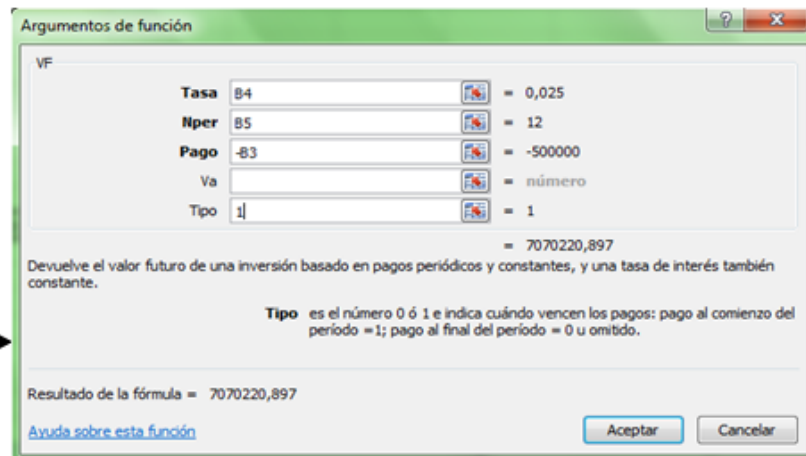 Argumentos de función
VF
Tasa B4 = 0,025
Nper B5 = 12
Pago -B3 = -500000
Va = número
Tipo 1 = 1
= 7070220,897
Devuelve el valor futuro de una inversión basado en pagos periódicos y constantes, y una tasa de interés también
constante.
Tipo es el número 0 ó 1 e indica cuándo vencen los pagos: pago al comienzo del
período =1; pago al final del período = 0 u omitido.
Resultado de la fórmula = 7070220,897
Ayuda sobre esta función
Aceptar
Cancelar